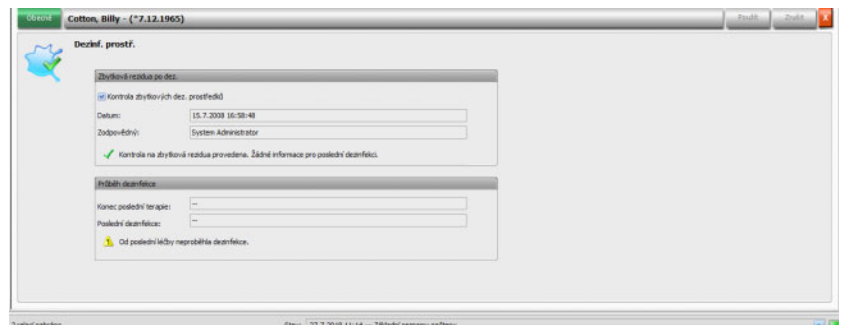 Obecné Cotton, Billy - (*7.12.1965) Použít Zrušit X
Dezinf. prostř.
Zbytková rezidua po dez.
Kontrola zbytkových dez. prostředků
Datum: 15.7.2008 16:58:48
Zodpovědný: System Administrator
Kontrola na zbytková rezidua provedena. Žádné informace pro poslední dezinfekci.
Průběh dezinfekce
Konec poslední terapie: --
Poslední dezinfekce: --
Od poslední léčby neproběhla dezinfekce.